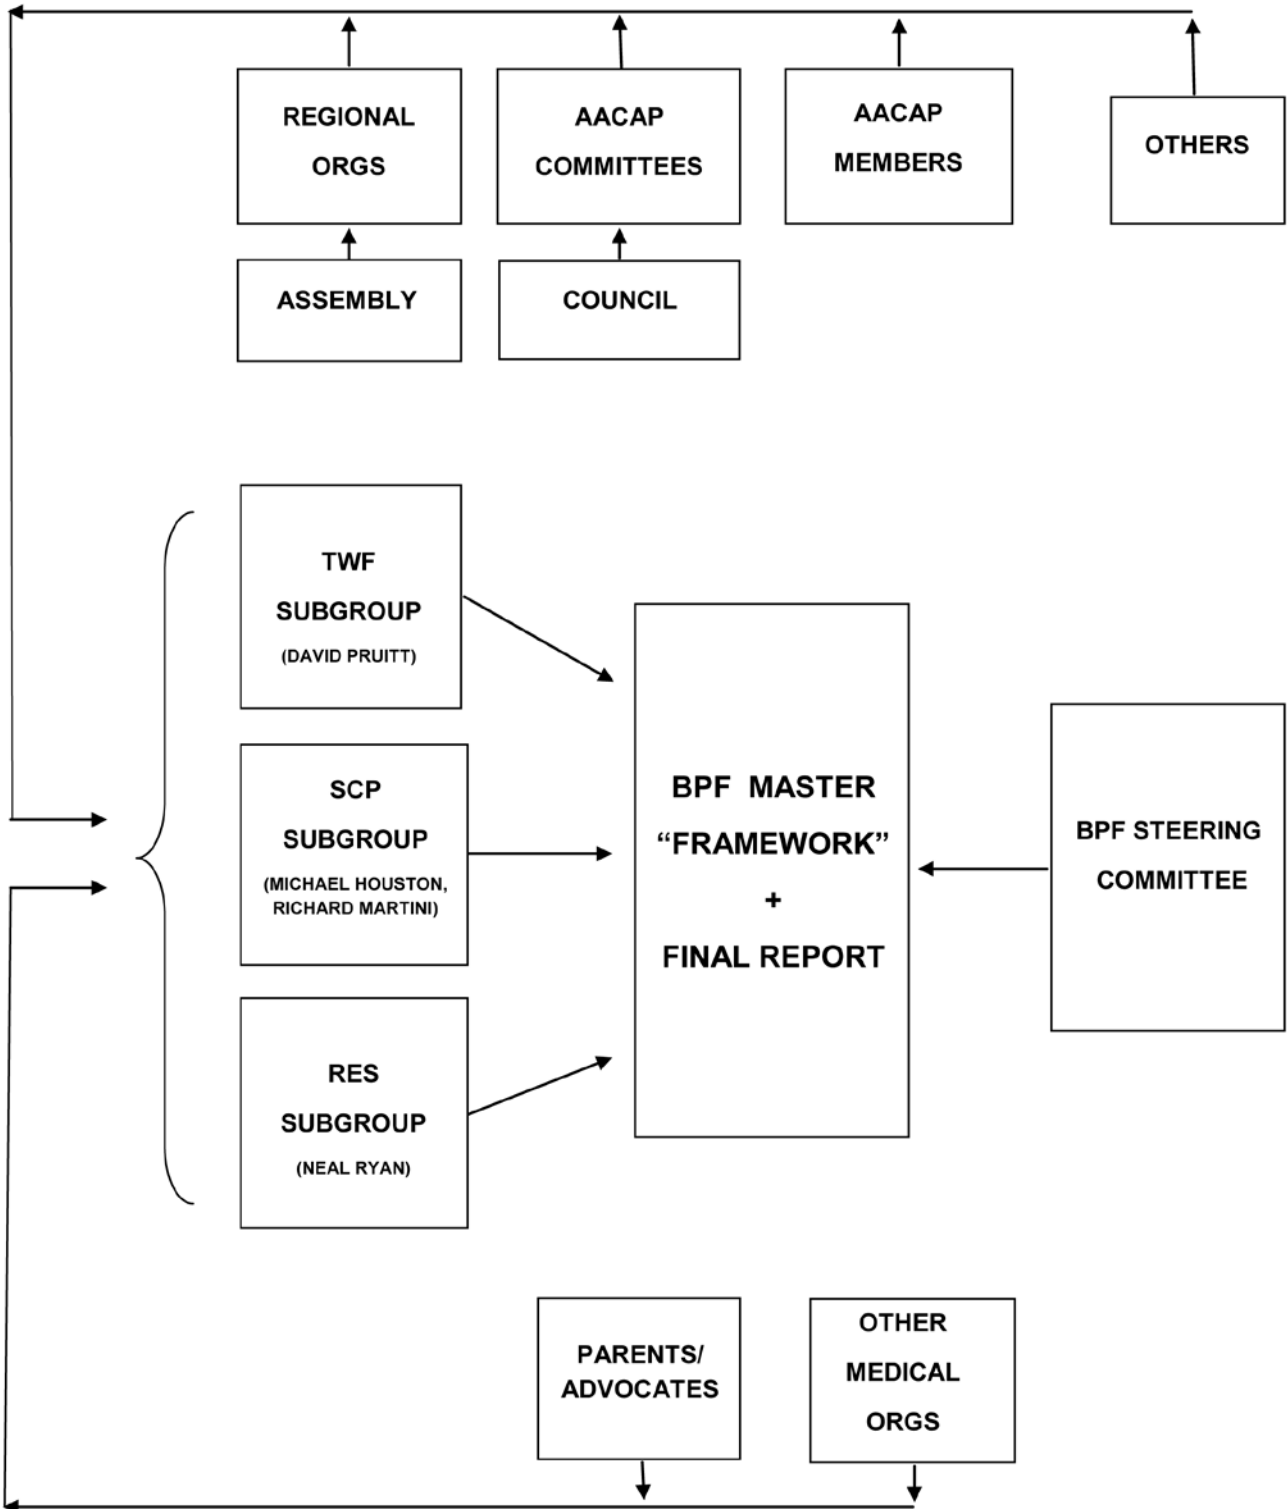 REGIONAL
ORGS
AACAP
COMMITTEES
AACAP
MEMBERS
OTHERS
ASSEMBLY
COUNCIL
TWF
SUBGROUP
(DAVID PRUITT)
SCP
SUBGROUP
(MICHAEL HOUSTON,
RICHARD MARTINI)
RES
SUBGROUP
(NEAL RYAN)
BPF MASTER
“FRAMEWORK”
+
FINAL REPORT
BPF STEERING
COMMITTEE
PARENTS/
ADVOCATES
OTHER
MEDICAL
ORGS